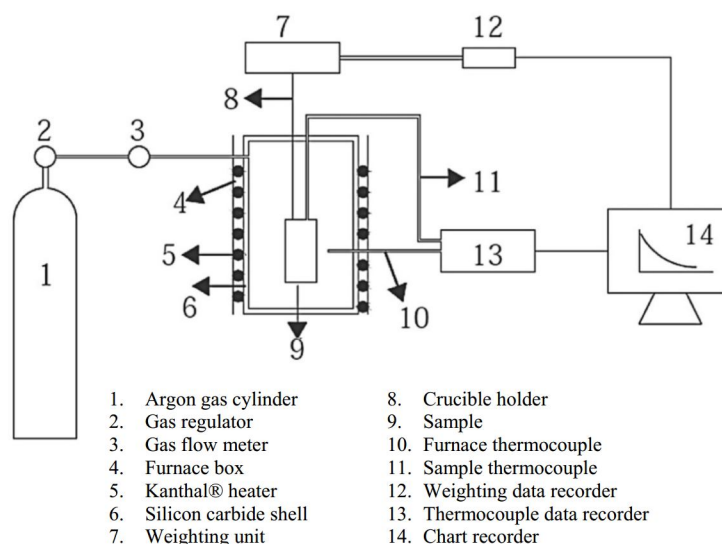 7
12
8
2
3
4
11
1
5
13
14
6
10
9
1. Argon gas cylinder
2. Gas regulator
3. Gas flow meter
4. Furnace box
5. Kanthal® heater
6. Silicon carbide shell
7. Weighting unit
8. Crucible holder
9. Sample
10. Furnace thermocouple
11. Sample thermocouple
12. Weighting data recorder
13. Thermocouple data recorder
14. Chart recorder